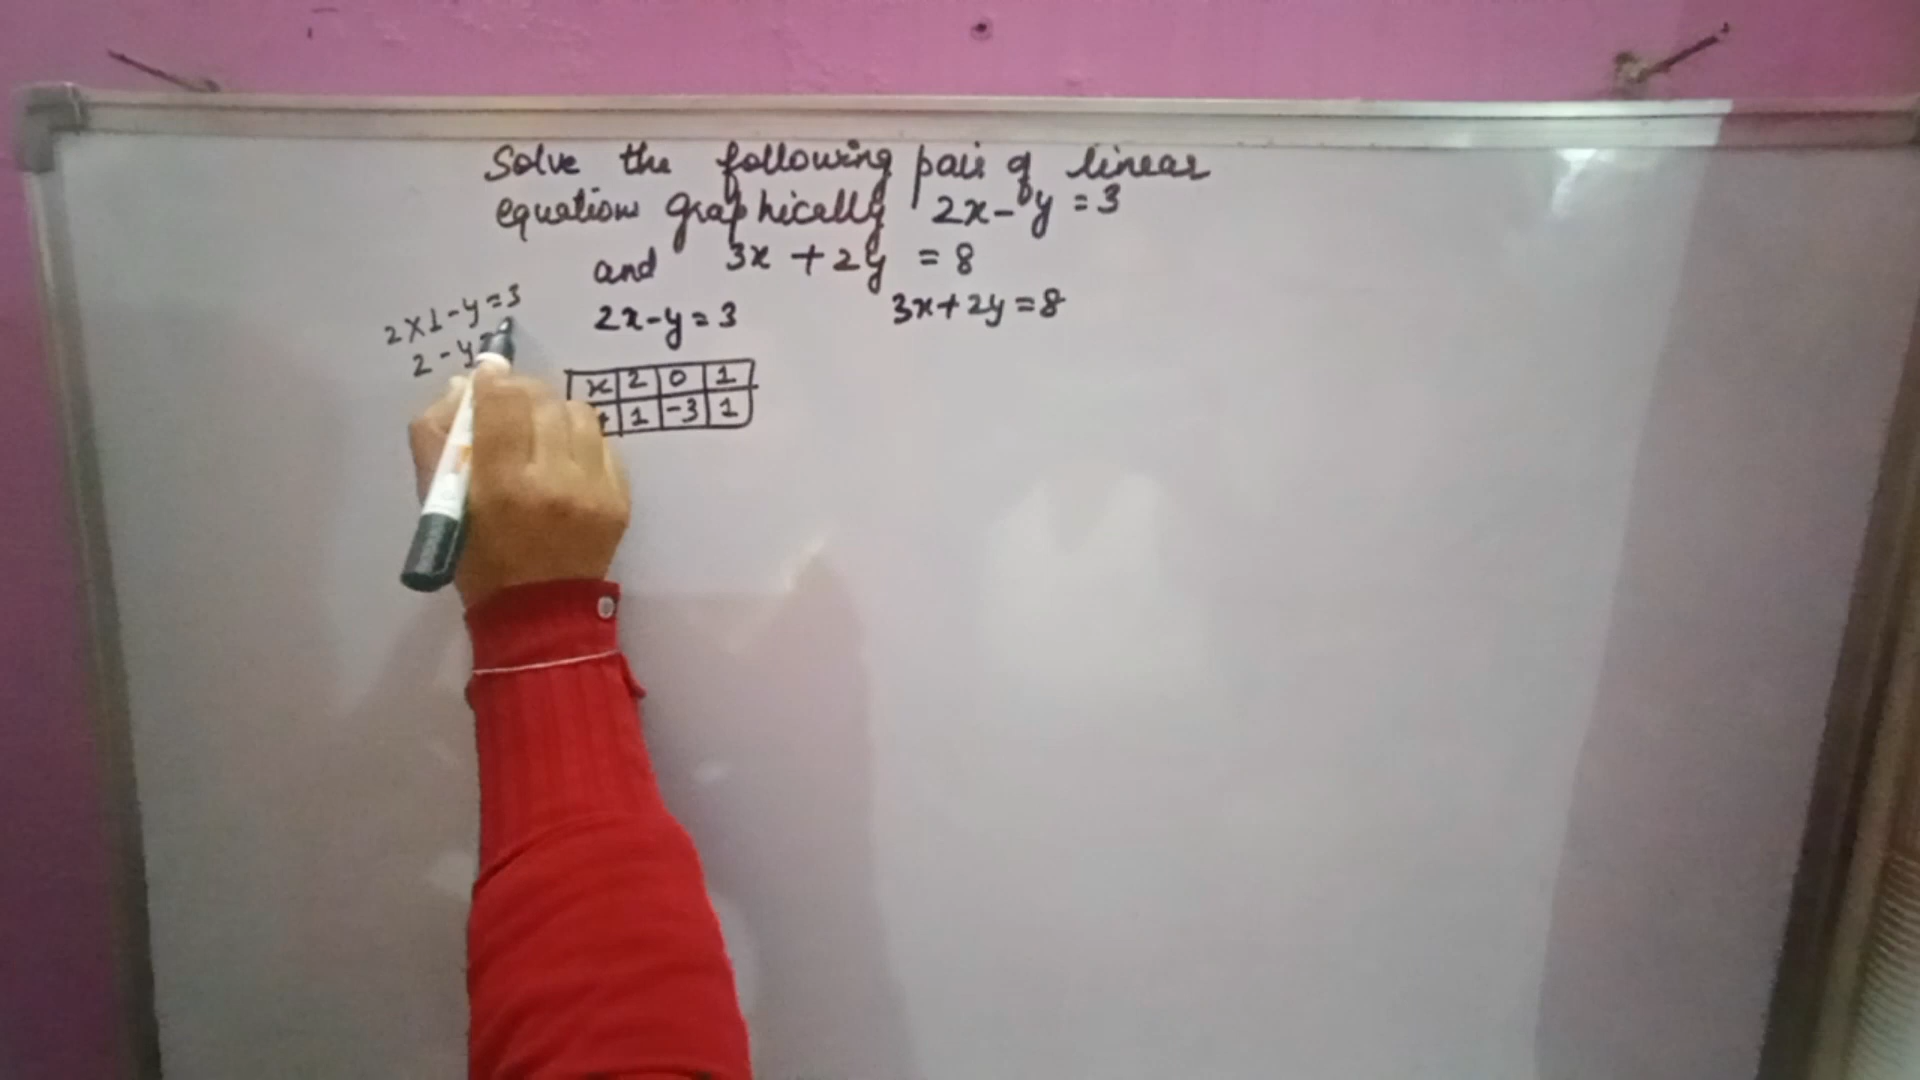 Solve the following pair of linear
equations graphically 2x - y = 3
and 3x + 2y = 8
2x1-y=3
2-y
2x-y=3
3x+2y=8
x 2 0 1
1 -3 1